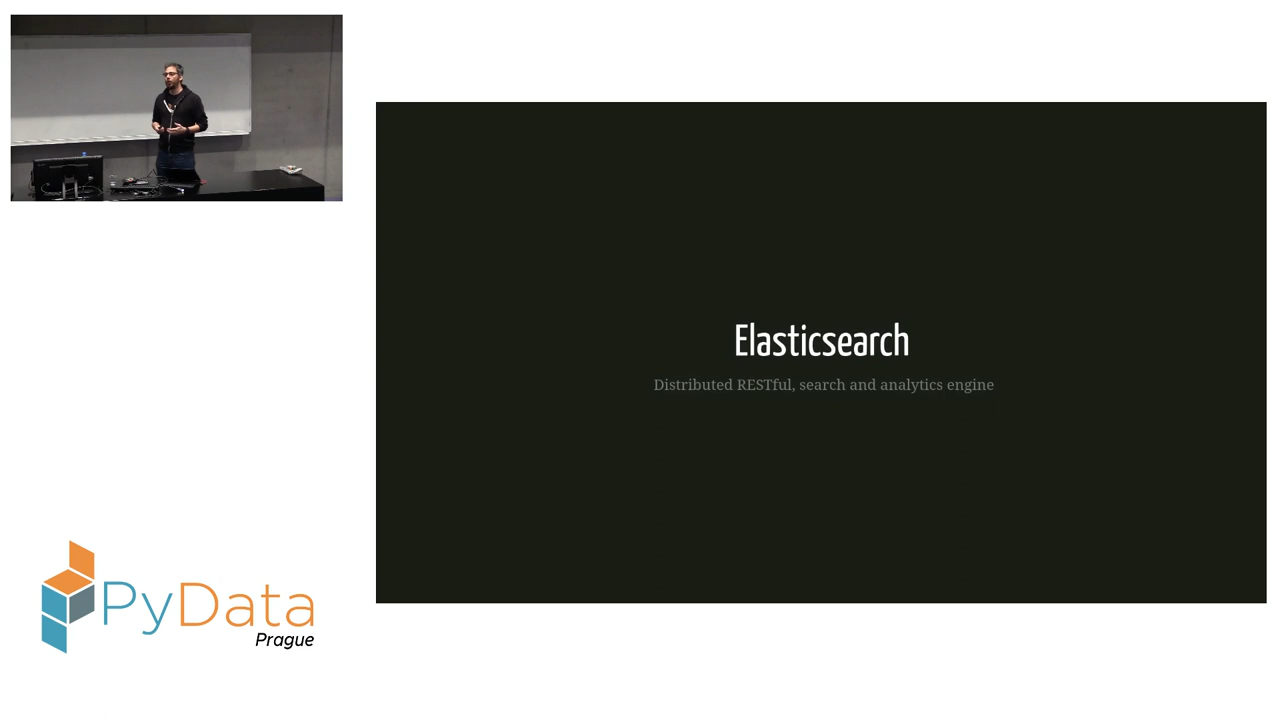 Elasticsearch
Distributed RESTful, search and analytics engine
PyData
Prague